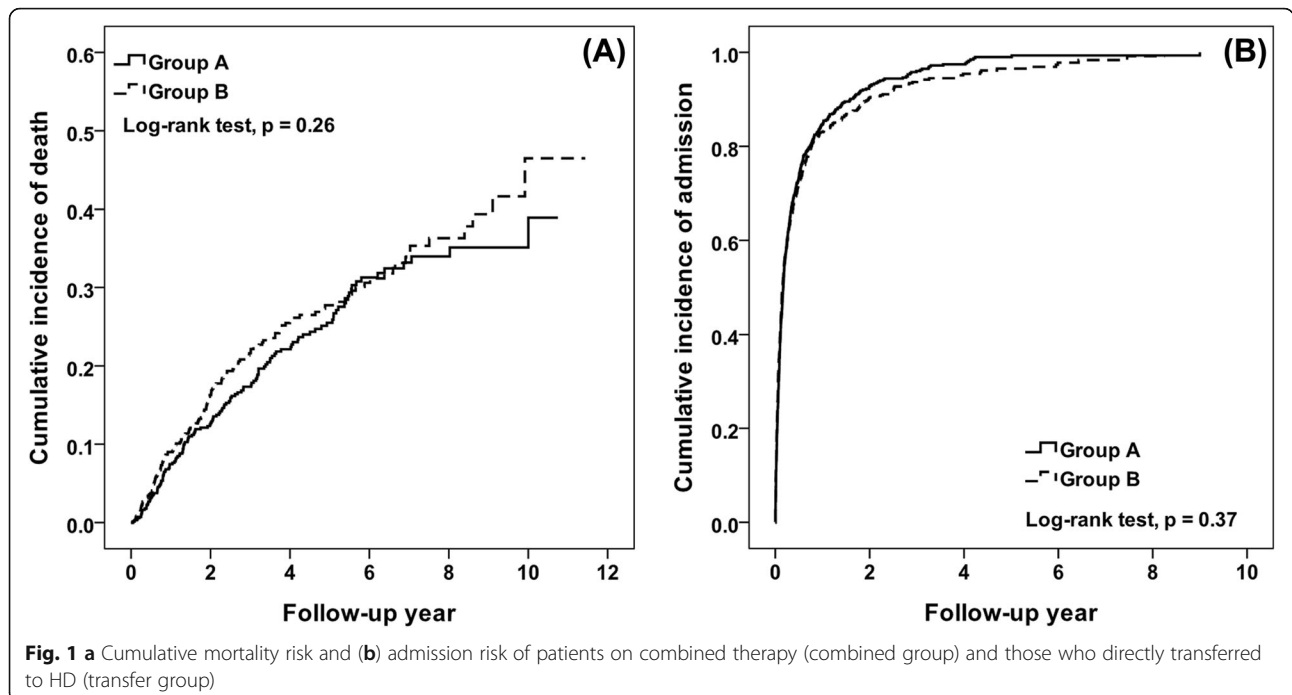 (A)
Group A
Group B
Log-rank test, p = 0.26
Cumulative incidence of death
0.6
0.5
0.4
0.3
0.2
0.1
0.0
0 2 4 6 8 10 12
Follow-up year
(B)
Cumulative incidence of admission
1.0
0.8
0.6
0.4
0.2
0.0
Group A
Group B
Log-rank test, p = 0.37
0 2 4 6 8 10
Follow-up year
Fig. 1 a Cumulative mortality risk and (b) admission risk of patients on combined therapy (combined group) and those who directly transferred
to HD (transfer group)